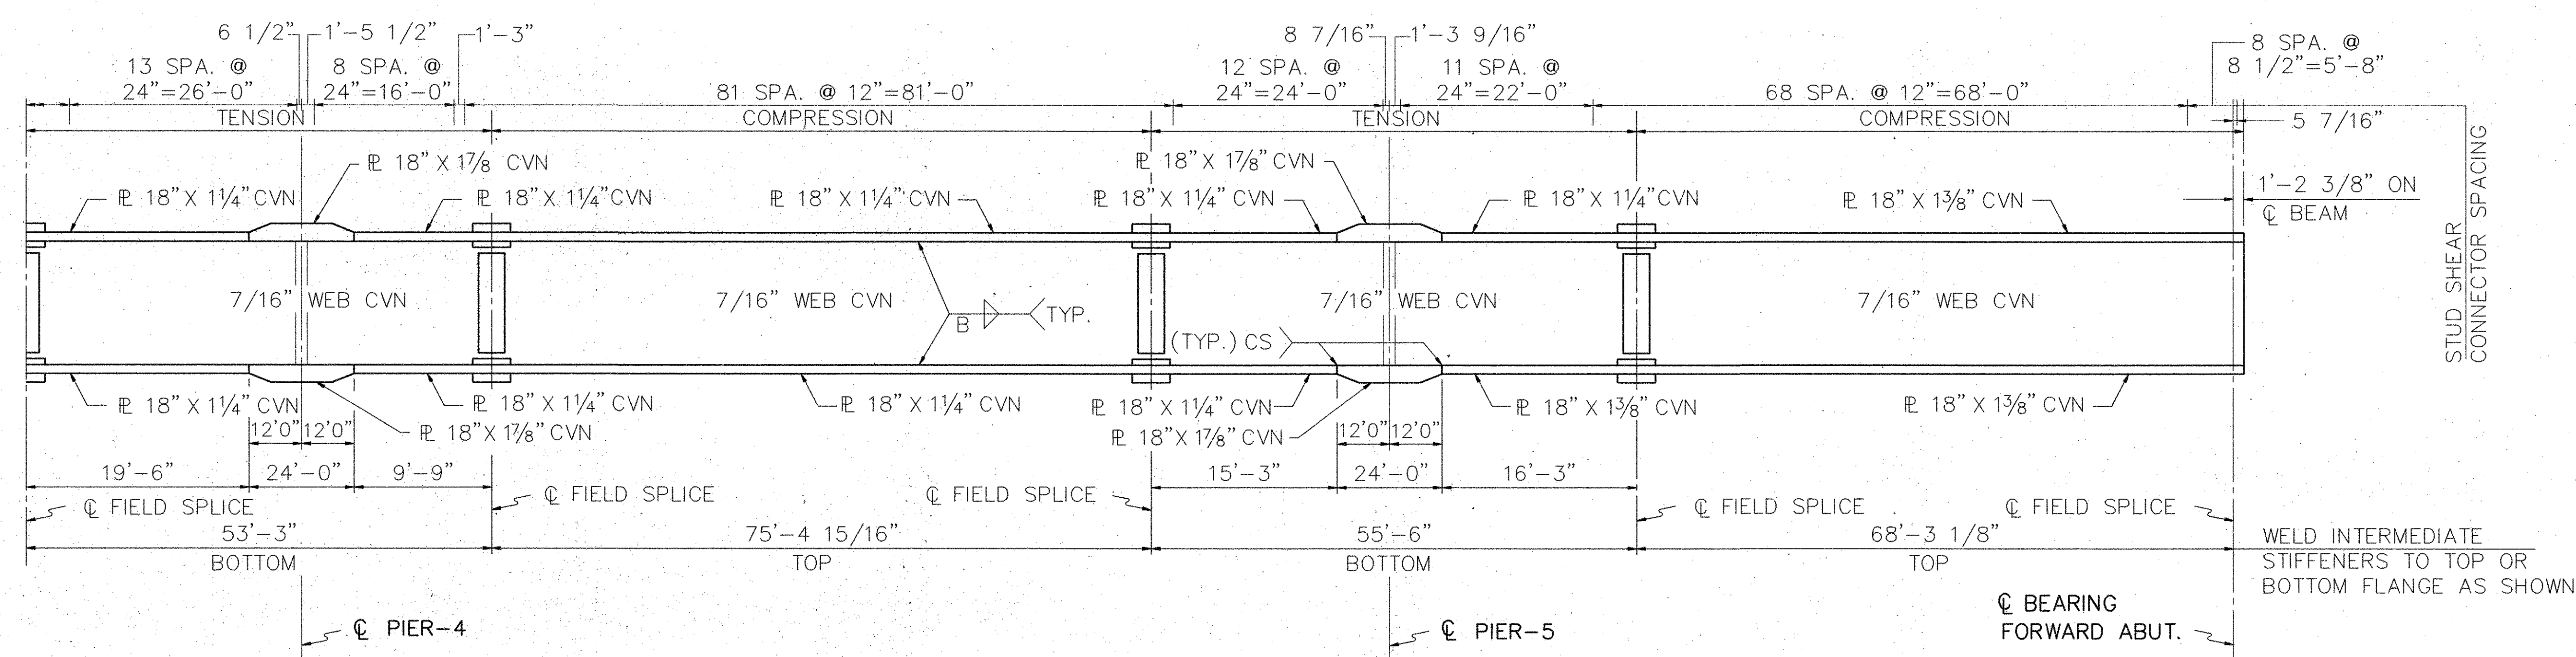 6 1/2" 1'-5 1/2" 1'-3" 8 7/16" 1'-3 9/16" 8 SPA. @
13 SPA. @ 8 SPA. @ 12 SPA. @ 11 SPA. @ 8 1/2"=5'-8"
24"=26'-0" 24"=16'-0" 81 SPA. @ 12"=81'-0" 24"=24'-0" 24"=22'-0" 68 SPA. @ 12"=68'-0"
TENSION COMPRESSION TENSION COMPRESSION 5 7/16"
℄ 18" X 1⅞ CVN ℄ 18" X 1⅞" CVN
℄ 18" X 1¼" CVN ℄ 18" X 1¼" CVN ℄ 18" X 1¼" CVN ℄ 18" X 1¼" CVN ℄ 18" X 1¼" CVN ℄ 18" X 1⅜" CVN 1'-2 3/8" ON
℄ BEAM
STUD SHEAR
CONNECTOR SPACING
7/16" WEB CVN 7/16" WEB CVN 7/16" WEB CVN 7/16" WEB CVN
B TYP.
(TYP.) CS
℄ 18" X 1¼" CVN ℄ 18" X 1¼" CVN ℄ 18" X 1¼" CVN ℄ 18" X 1¼" CVN ℄ 18" X 1⅜" CVN ℄ 18" X 1⅜" CVN
12'0" 12'0" ℄ 18" X 1⅞" CVN ℄ 18" X 1⅞" CVN 12'0" 12'0"
19'-6" 24'-0" 9'-9" 15'-3" 24'-0" 16'-3"
℄ FIELD SPLICE ℄ FIELD SPLICE ℄ FIELD SPLICE ℄ FIELD SPLICE ℄ FIELD SPLICE
53'-3" 75'-4 15/16" 55'-6" 68'-3 1/8" WELD INTERMEDIATE
BOTTOM TOP BOTTOM TOP STIFFENERS TO TOP OR
BOTTOM FLANGE AS SHOWN
℄ PIER-4 ℄ PIER-5 ℄ BEARING
FORWARD ABUT.